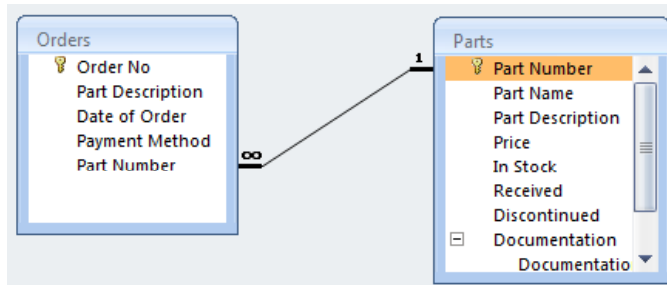 Orders
Order No
Part Description
Date of Order
Payment Method
Part Number
∞
1
Parts
Part Number
Part Name
Part Description
Price
In Stock
Received
Discontinued
Documentation
Documentatio